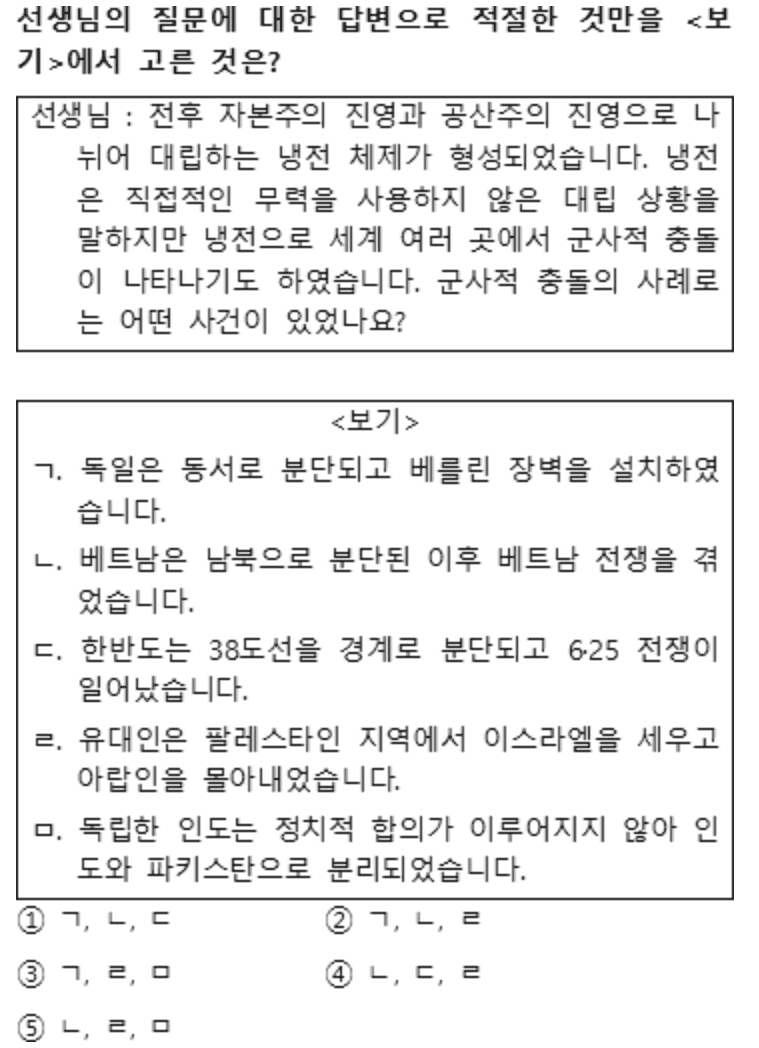 선생님의 질문에 대한 답변으로 적절한 것만을 <보
기>에서 고른 것은?
선생님 : 전후 자본주의 진영과 공산주의 진영으로 나
뉘어 대립하는 냉전 체제가 형성되었습니다. 냉전
은 직접적인 무력을 사용하지 않은 대립 상황을
말하지만 냉전으로 세계 여러 곳에서 군사적 충돌
이 나타나기도 하였습니다. 군사적 충돌의 사례로
는 어떤 사건이 있었나요?
<보기>
ㄱ. 독일은 동서로 분단되고 베를린 장벽을 설치하였
습니다.
ㄴ. 베트남은 남북으로 분단된 이후 베트남 전쟁을 겪
었습니다.
ㄷ. 한반도는 38도선을 경계로 분단되고 6·25 전쟁이
일어났습니다.
ㄹ. 유대인은 팔레스타인 지역에서 이스라엘을 세우고
아랍인을 몰아내었습니다.
ㅁ. 독립한 인도는 정치적 합의가 이루어지지 않아 인
도와 파키스탄으로 분리되었습니다.
① ㄱ, ㄴ, ㄷ ② ㄱ, ㄴ, ㄹ
③ ㄱ, ㄹ, ㅁ ④ ㄴ, ㄷ, ㄹ
⑤ ㄴ, ㄹ, ㅁ